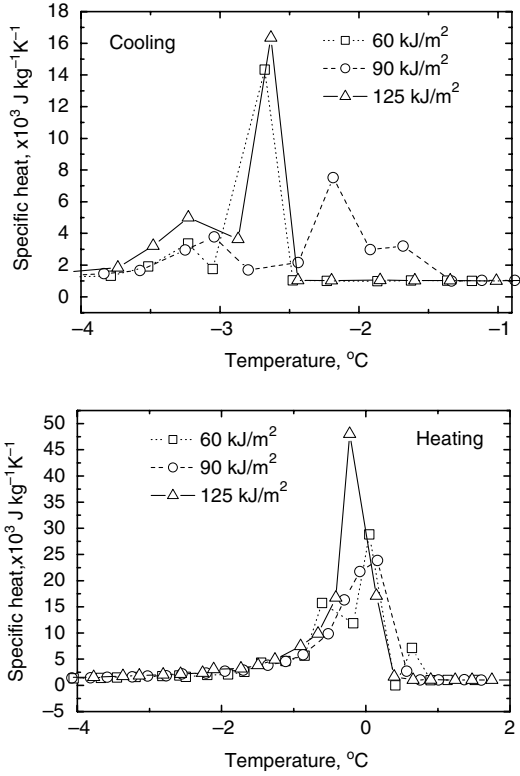 18
16
14
12
10
8
6
4
2
0
Cooling
60 kJ/m²
90 kJ/m²
125 kJ/m²
Specific heat, x10³ J kg⁻¹K⁻¹
−4
−3
−2
−1
Temperature, °C
50
45
40
35
30
25
20
15
10
5
0
−5
60 kJ/m²
90 kJ/m²
125 kJ/m²
Heating
Specific heat,x10³ J kg⁻¹K⁻¹
−4
−2
0
2
Temperature, °C